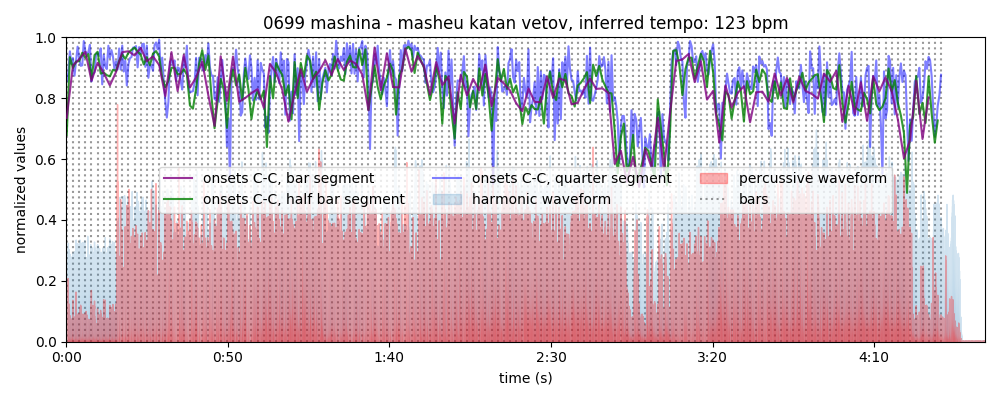 0699 mashina - masheu katan vetov, inferred tempo: 123 bpm
1.0
0.8
0.6
0.4
0.2
0.0
normalized values
onsets C-C, bar segment
onsets C-C, half bar segment
onsets C-C, quarter segment
harmonic waveform
percussive waveform
bars
0:00 0:50 1:40 2:30 3:20 4:10
time (s)